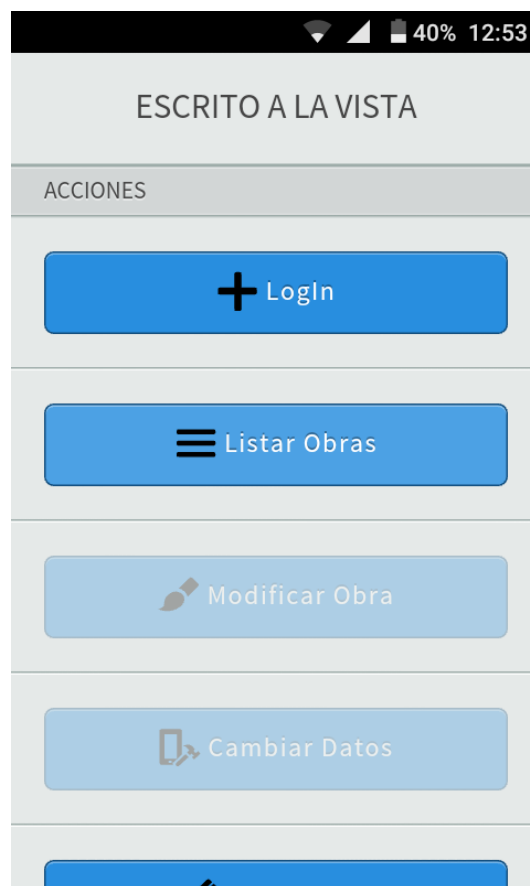 40% 12:53
ESCRITO A LA VISTA
ACCIONES
LogIn
Listar Obras
Modificar Obra
Cambiar Datos